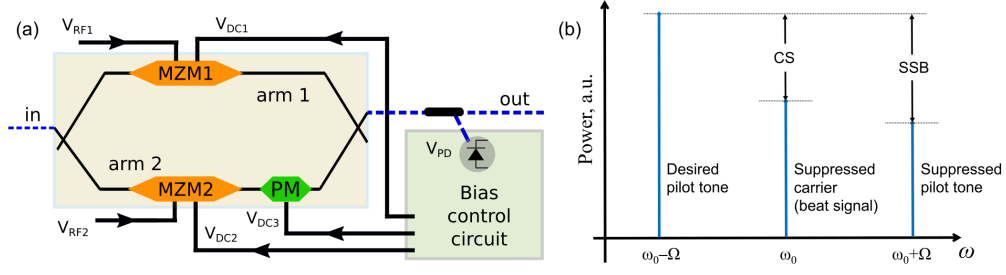 (a)
V_RF1
V_DC1
MZM1
arm 1
in
out
arm 2
V_PD
MZM2
PM
V_RF2
V_DC2
V_DC3
Bias
control
circuit
(b)
Power, a.u.
CS
SSB
Desired
pilot tone
Suppressed
carrier
(beat signal)
Suppressed
pilot tone
ω₀−Ω
ω₀
ω₀+Ω
ω